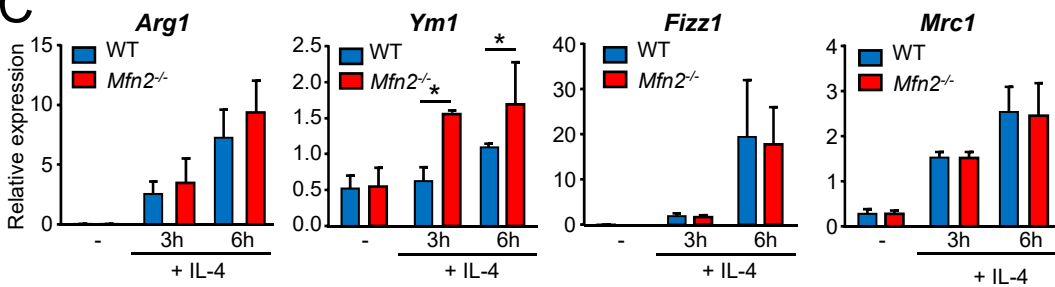 C
Arg1
Ym1
Fizz1
Mrc1
Relative expression
15
10
5
0
WT
Mfn2-/-
-
3h
6h
+ IL-4
2.5
2.0
1.5
1.0
0.5
0.0
WT
Mfn2-/-
*
*
-
3h
6h
+ IL-4
40
30
20
10
0
WT
Mfn2-/-
-
3h
6h
+ IL-4
4
3
2
1
0
WT
Mfn2-/-
-
3h
6h
+ IL-4